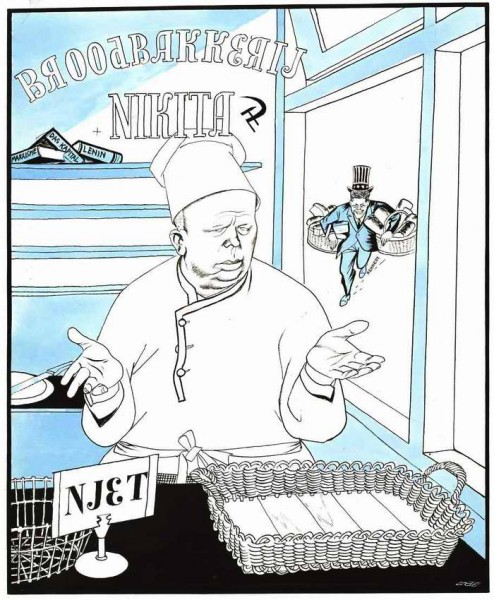 BROODBAKKERIJ
NIKITA
MARXISME
DAS KAPITAL
LENIN
NJET